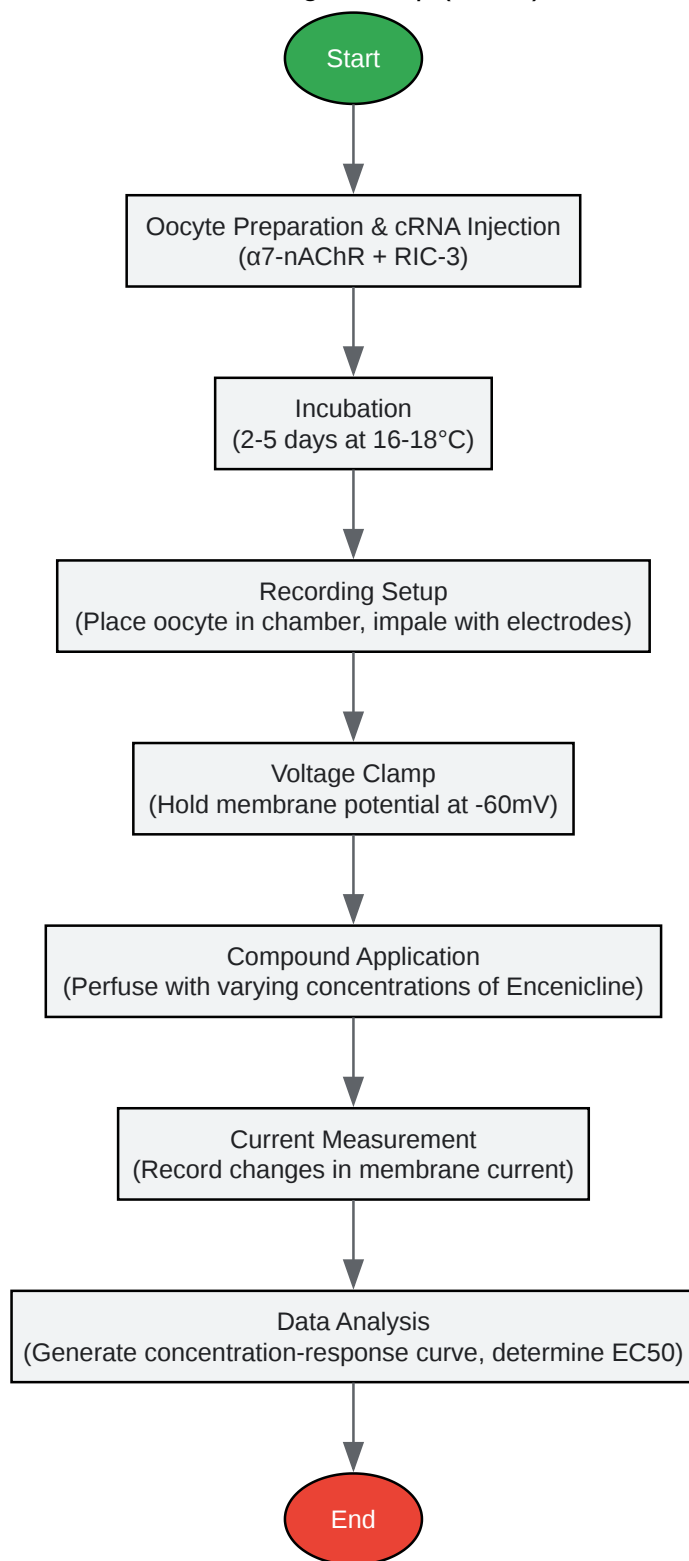 Start
Oocyte Preparation & cRNA Injection
(α7-nAChR + RIC-3)
Incubation
(2-5 days at 16-18°C)
Recording Setup
(Place oocyte in chamber, impale with electrodes)
Voltage Clamp
(Hold membrane potential at -60mV)
Compound Application
(Perfuse with varying concentrations of Encenicline)
Current Measurement
(Record changes in membrane current)
Data Analysis
(Generate concentration-response curve, determine EC50)
End